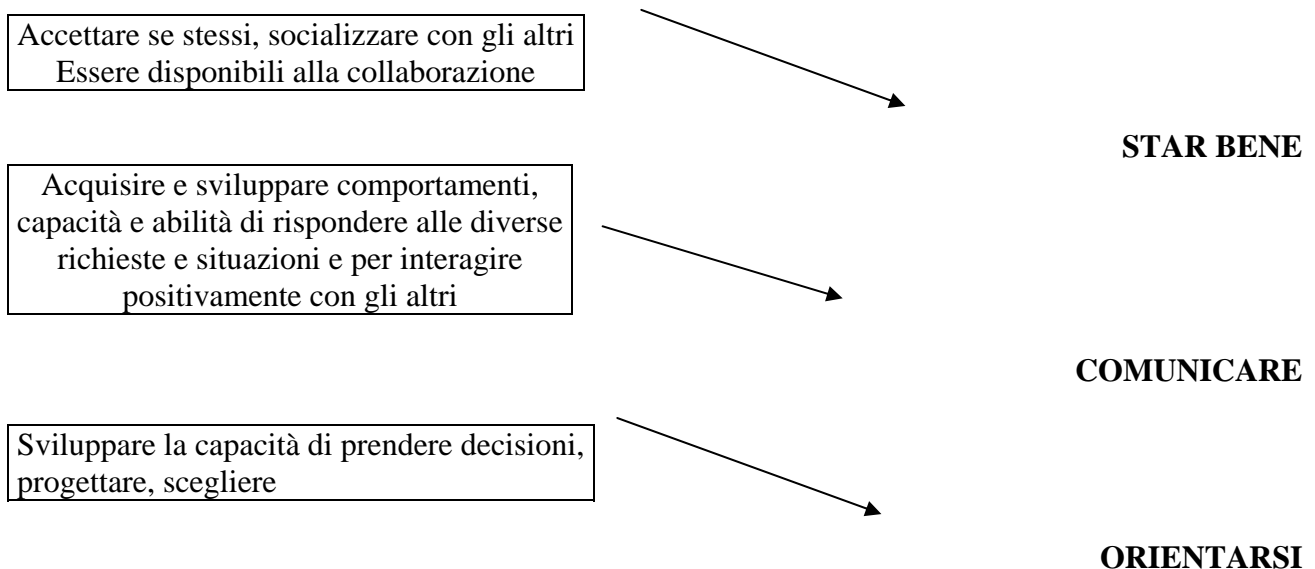 Accettare se stessi, socializzare con gli altri
Essere disponibili alla collaborazione
STAR BENE
Acquisire e sviluppare comportamenti,
capacità e abilità di rispondere alle diverse
richieste e situazioni e per interagire
positivamente con gli altri
COMUNICARE
Sviluppare la capacità di prendere decisioni,
progettare, scegliere
ORIENTARSI